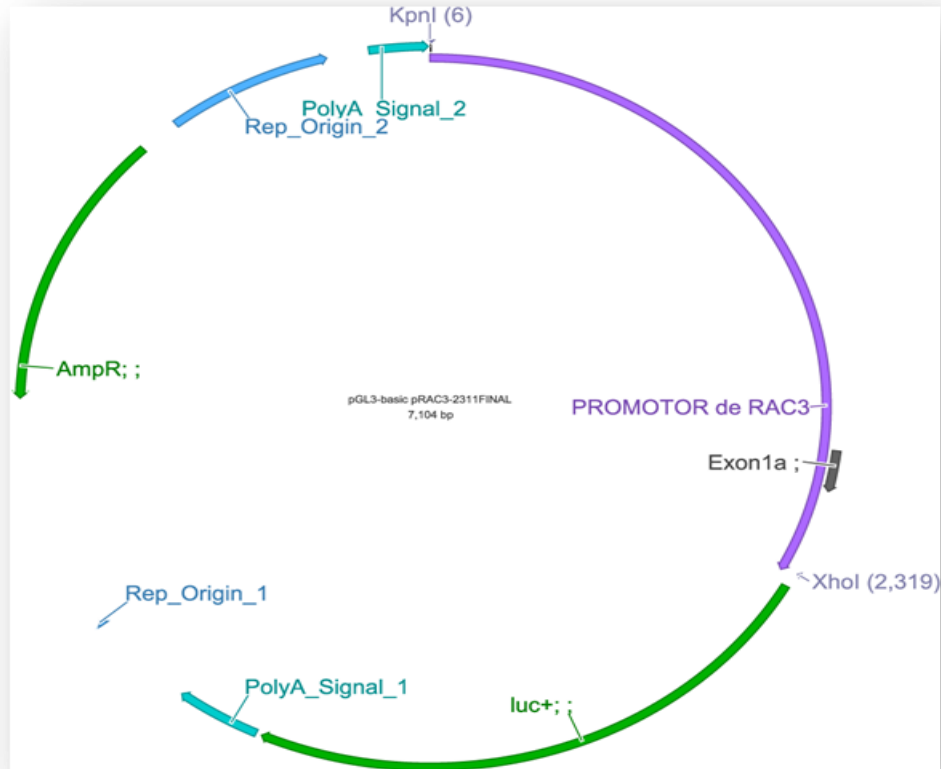 KpnI (6)
PolyA_Signal_2
Rep_Origin_2
AmpR; ;
pGL3-basic pRAC3-2311FINAL
7,104 bp
PROMOTOR de RAC3
Exon1a ;
XhoI (2,319)
Rep_Origin_1
PolyA_Signal_1
luc+; ;